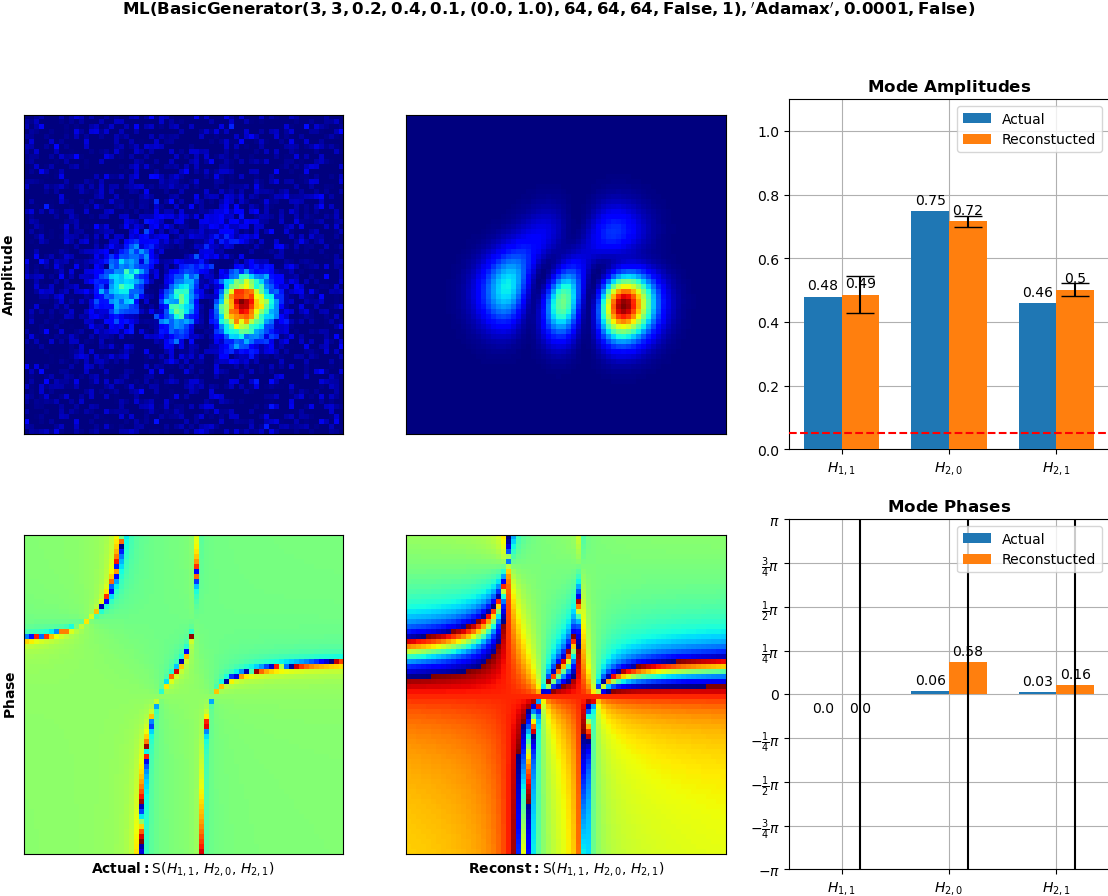 ML(BasicGenerator(3, 3, 0.2, 0.4, 0.1, (0.0, 1.0), 64, 64, 64, False, 1), ′Adamax′, 0.0001, False)
Amplitude
Mode Amplitudes
Actual
Reconstucted
1.0
0.8
0.6
0.4
0.2
0.0
0.48
0.49
0.75
0.72
0.46
0.5
H₁,₁
H₂,₀
H₂,₁
Phase
Actual: S(H₁,₁, H₂,₀, H₂,₁)
Reconst: S(H₁,₁, H₂,₀, H₂,₁)
Mode Phases
Actual
Reconstucted
π
3/4π
1/2π
1/4π
0
−1/4π
−1/2π
−3/4π
−π
0.0
0.0
0.06
0.58
0.03
0.16
H₁,₁
H₂,₀
H₂,₁